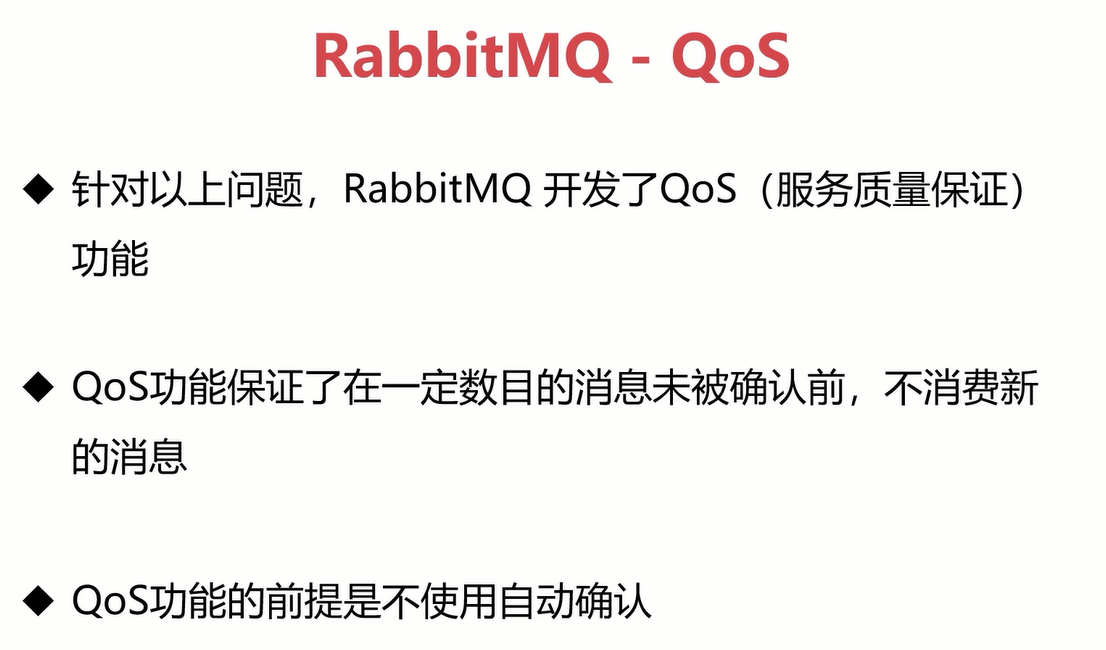 RabbitMQ - QoS
◆ 针对以上问题，RabbitMQ 开发了QoS（服务质量保证）
功能
◆ QoS功能保证了在一定数目的消息未被确认前，不消费新
的消息
◆ QoS功能的前提是不使用自动确认